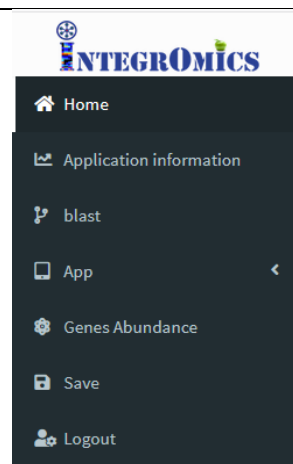 INTEGROMICS
Home
Application information
blast
App
Genes Abundance
Save
Logout